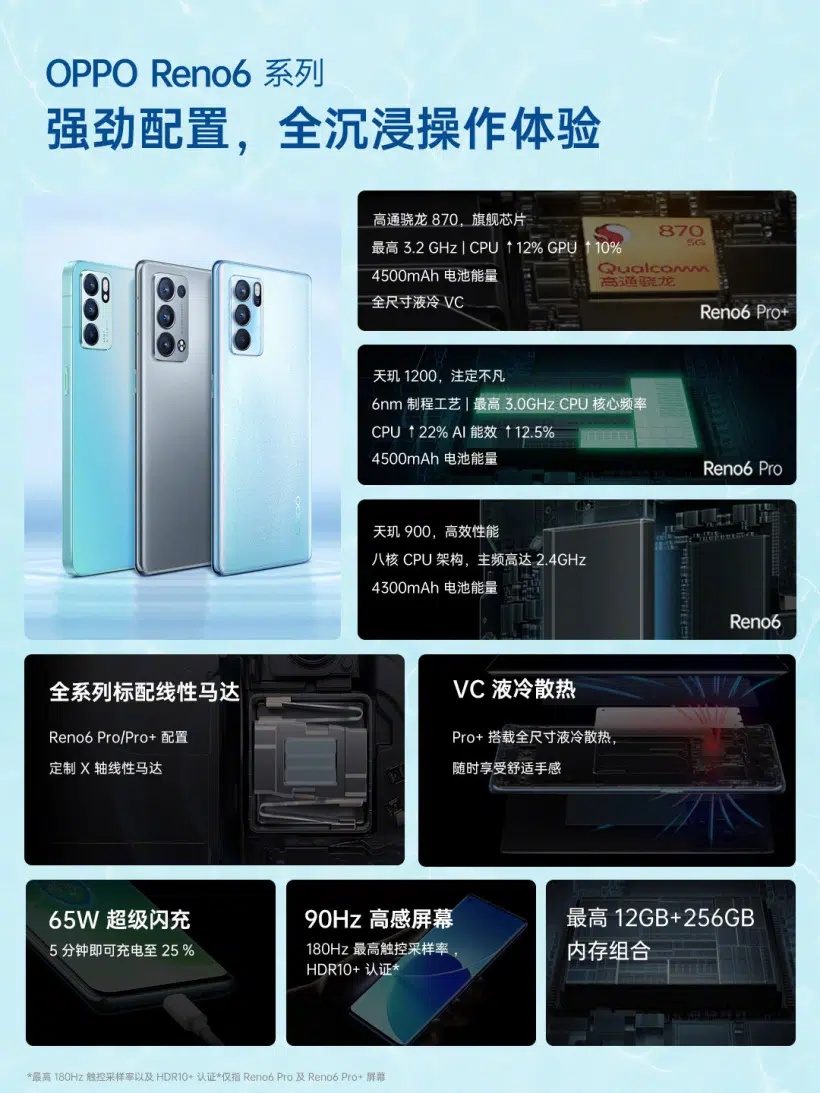 OPPO Reno6 系列
强劲配置，全沉浸操作体验
高通骁龙 870，旗舰芯片
最高 3.2 GHz | CPU ↑12% GPU ↑10%
4500mAh 电池能量
全尺寸液冷 VC
870
5G
Qualcomm
高通骁龙
Reno6 Pro+
天玑 1200，注定不凡
6nm 制程工艺 | 最高 3.0GHz CPU 核心频率
CPU ↑22% AI 能效 ↑12.5%
4500mAh 电池能量
Reno6 Pro
天玑 900，高效性能
八核 CPU 架构，主频高达 2.4GHz
4300mAh 电池能量
Reno6
全系列标配线性马达
Reno6 Pro/Pro+ 配置
定制 X 轴线性马达
VC 液冷散热
Pro+ 搭载全尺寸液冷散热，
随时享受舒适手感
65W 超级闪充
5 分钟即可充电至 25 %
90Hz 高感屏幕
180Hz 最高触控采样率，
HDR10+ 认证*
最高 12GB+256GB
内存组合
*最高 180Hz 触控采样率以及 HDR10+ 认证*仅指 Reno6 Pro 及 Reno6 Pro+ 屏幕